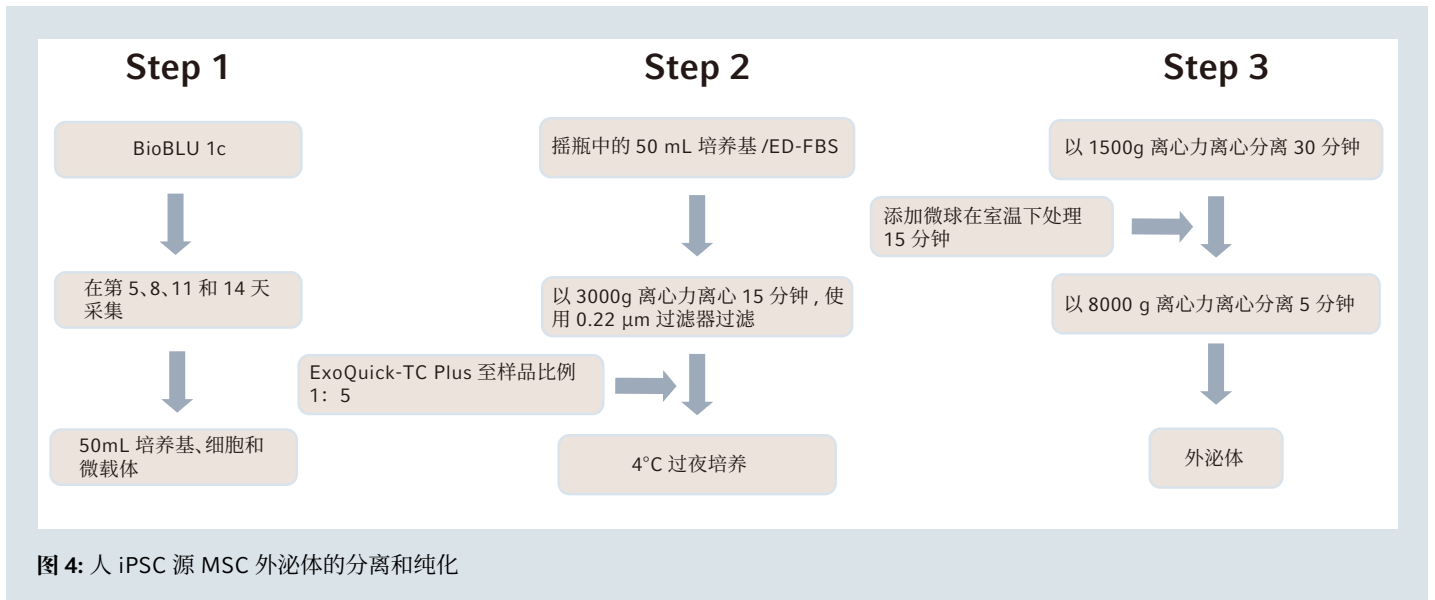 Step 1
BioBLU 1c
在第 5、8、11 和 14 天
采集
50mL 培养基、细胞和
微载体
Step 2
摇瓶中的 50 mL 培养基 /ED-FBS
以 3000g 离心力离心 15 分钟 , 使
用 0.22 μm 过滤器过滤
ExoQuick-TC Plus 至样品比例
1：5
4°C 过夜培养
Step 3
以 1500g 离心力离心分离 30 分钟
添加微球在室温下处理
15 分钟
以 8000 g 离心力离心分离 5 分钟
外泌体
图 4: 人 iPSC 源 MSC 外泌体的分离和纯化